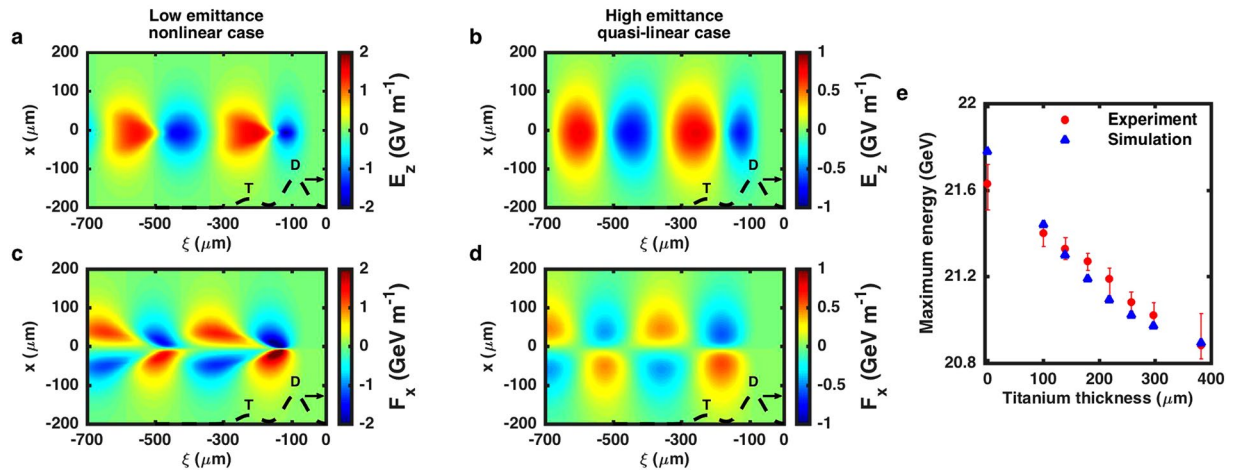 Low emittance
nonlinear case
High emittance
quasi-linear case
a
200
100
0
-100
-200
x (μm)
-700
-500
-300
-100
0
ξ (μm)
T
D
2
1
0
-1
-2
E_z (GV m⁻¹)
b
200
100
0
-100
-200
x (μm)
-700
-500
-300
-100
0
ξ (μm)
T
D
1
0.5
0
-0.5
-1
E_z (GV m⁻¹)
c
200
100
0
-100
-200
x (μm)
-700
-500
-300
-100
0
ξ (μm)
T
D
2
1
0
-1
-2
F_x (GeV m⁻¹)
d
200
100
0
-100
-200
x (μm)
-700
-500
-300
-100
0
ξ (μm)
T
D
1
0.5
0
-0.5
-1
F_x (GeV m⁻¹)
e
22
21.6
21.2
20.8
Maximum energy (GeV)
Experiment
Simulation
0
100
200
300
400
Titanium thickness (μm)